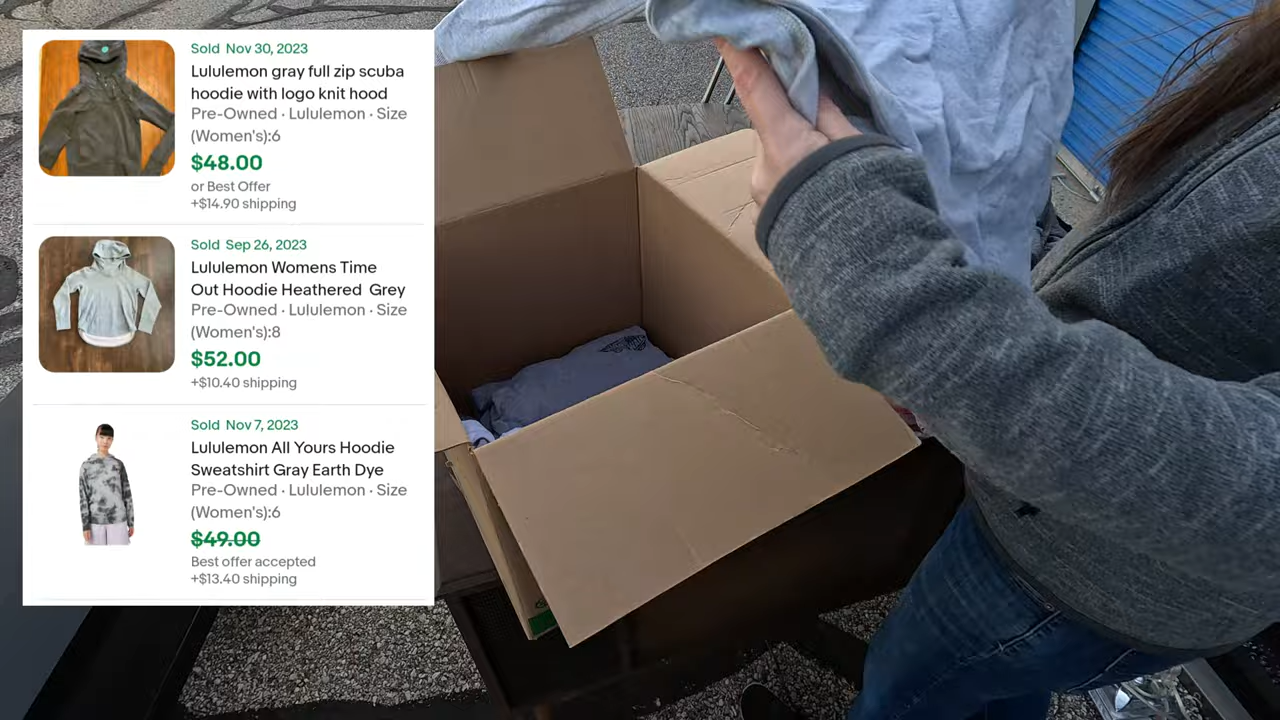 Sold Nov 30, 2023
Lululemon gray full zip scuba
hoodie with logo knit hood
Pre-Owned · Lululemon · Size
(Women's):6
$48.00
or Best Offer
+$14.90 shipping
Sold Sep 26, 2023
Lululemon Womens Time
Out Hoodie Heathered Grey
Pre-Owned · Lululemon · Size
(Women's):8
$52.00
+$10.40 shipping
Sold Nov 7, 2023
Lululemon All Yours Hoodie
Sweatshirt Gray Earth Dye
Pre-Owned · Lululemon · Size
(Women's):6
$49.00
Best offer accepted
+$13.40 shipping